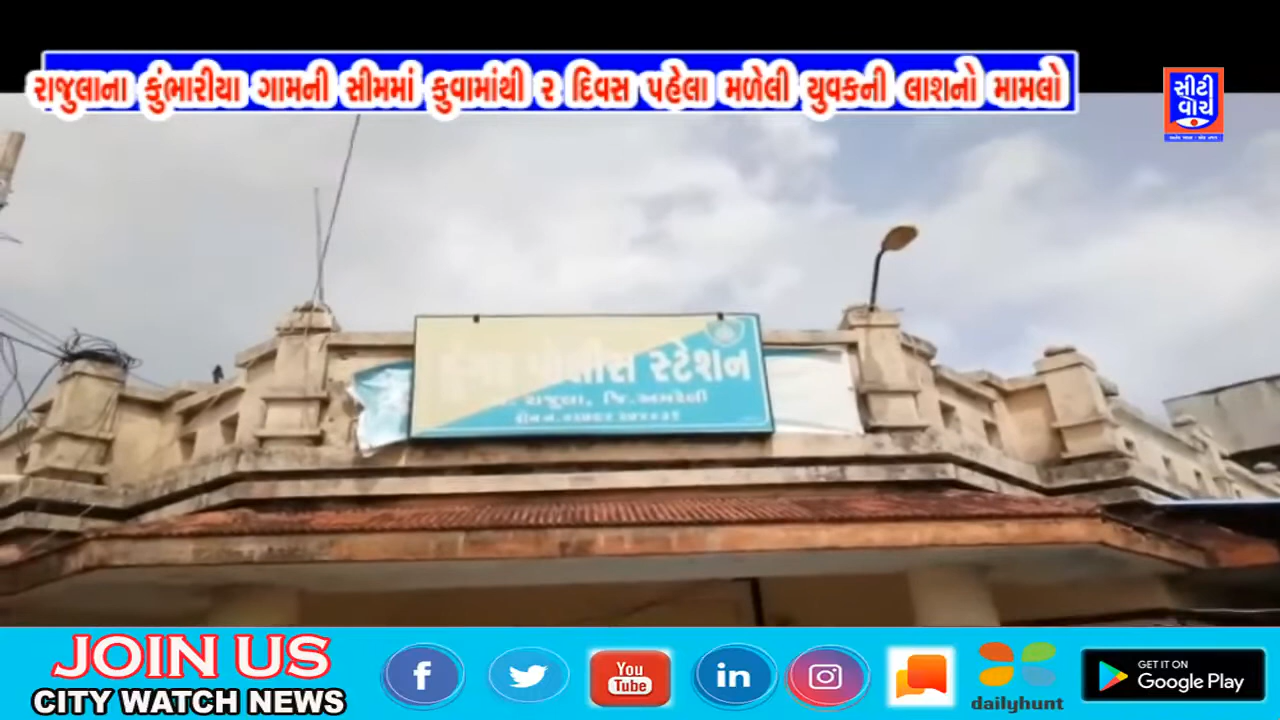 રાજુલાના કુંભારીયા ગામની સીમમાં કુવામાંથી ૨ દિવસ પહેલા મળેલી યુવકની લાશનો મામલો
સીટી
વોચ
પોલીસ સ્ટેશન
રાજુલા, જિ.અમરેલી
JOIN US
CITY WATCH NEWS
f
You
Tube
in
dailyhunt
GET IT ON
Google Play